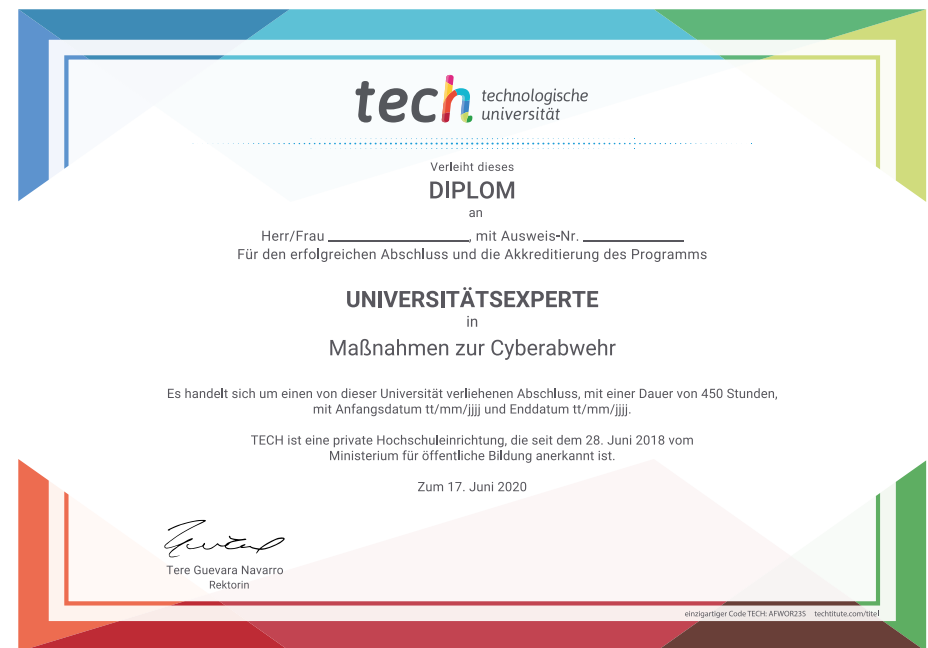 tech technologische
universität
Verleiht dieses
DIPLOM
an
Herr/Frau ____________________, mit Ausweis-Nr. ______________
Für den erfolgreichen Abschluss und die Akkreditierung des Programms
UNIVERSITÄTSEXPERTE
in
Maßnahmen zur Cyberabwehr
Es handelt sich um einen von dieser Universität verliehenen Abschluss, mit einer Dauer von 450 Stunden,
mit Anfangsdatum tt/mm/jjjj und Enddatum tt/mm/jjjj.
TECH ist eine private Hochschuleinrichtung, die seit dem 28. Juni 2018 vom
Ministerium für öffentliche Bildung anerkannt ist.
Zum 17. Juni 2020
Tere Guevara Navarro
Rektorin
einzigartiger Code TECH: AFWOR23S techtitute.com/titel